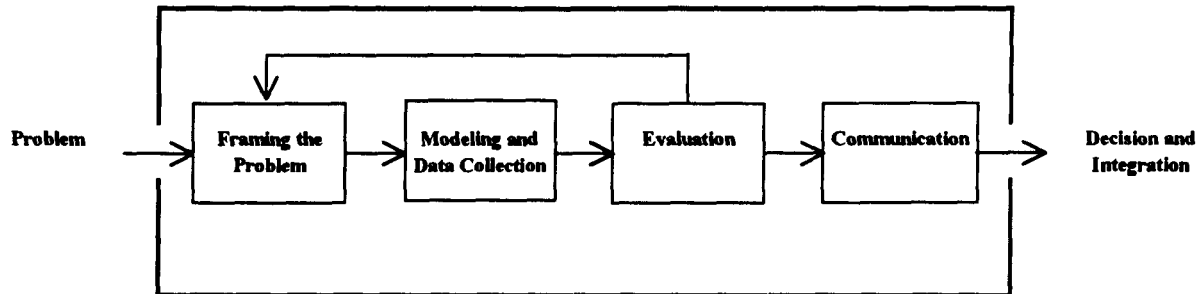 Problem
Framing the
Problem
Modeling and
Data Collection
Evaluation
Communication
Decision and
Integration